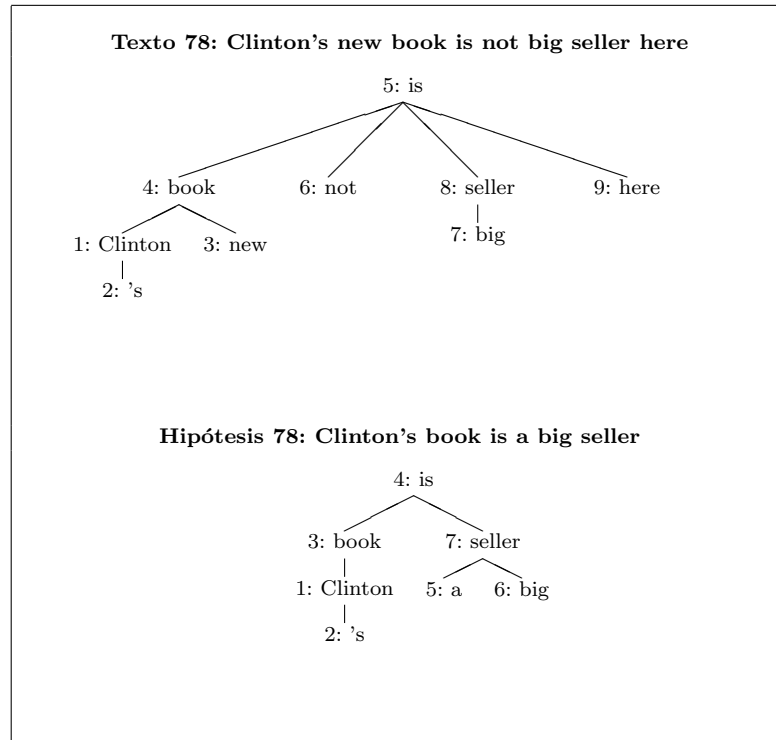 Texto 78: Clinton's new book is not big seller here
5: is
4: book 6: not 8: seller 9: here
7: big
1: Clinton 3: new
2: 's
Hipótesis 78: Clinton's book is a big seller
4: is
3: book 7: seller
1: Clinton 5: a 6: big
2: 's